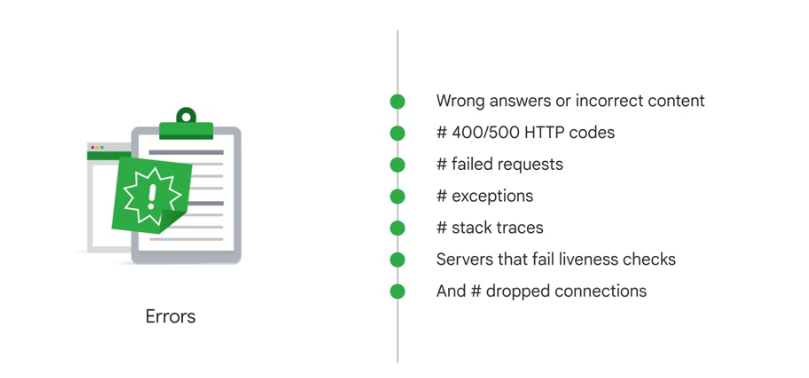 Wrong answers or incorrect content
# 400/500 HTTP codes
# failed requests
# exceptions
# stack traces
Servers that fail liveness checks
And # dropped connections
Errors